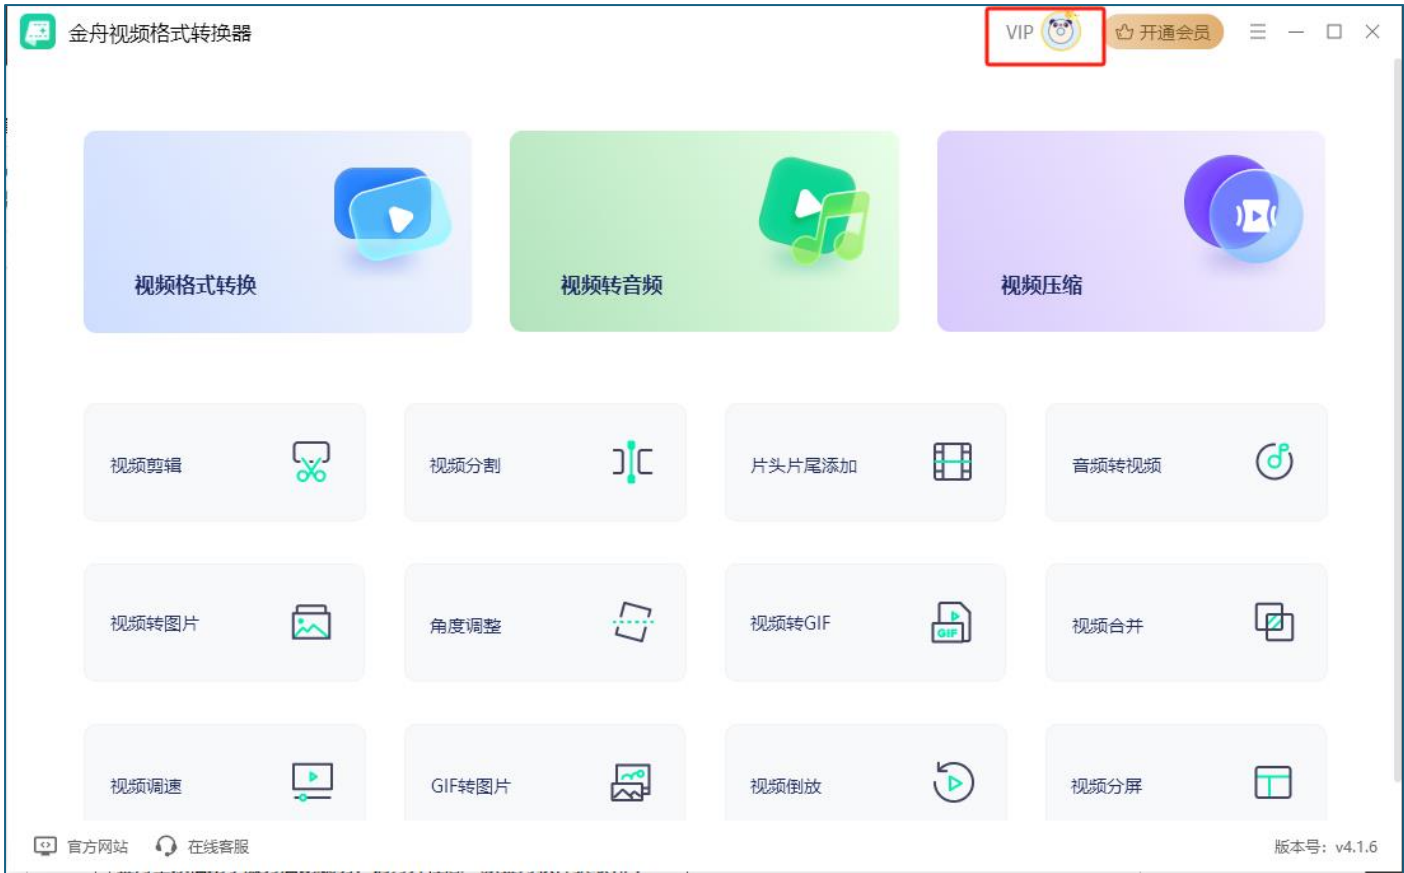 金舟视频格式转换器
VIP 开通会员
视频格式转换 视频转音频 视频压缩
视频剪辑 视频分割 片头片尾添加 音频转视频
视频转图片 角度调整 视频转GIF 视频合并
GIF
视频调速 GIF转图片 视频倒放 视频分屏
官方网站 在线客服 版本号：v4.1.6